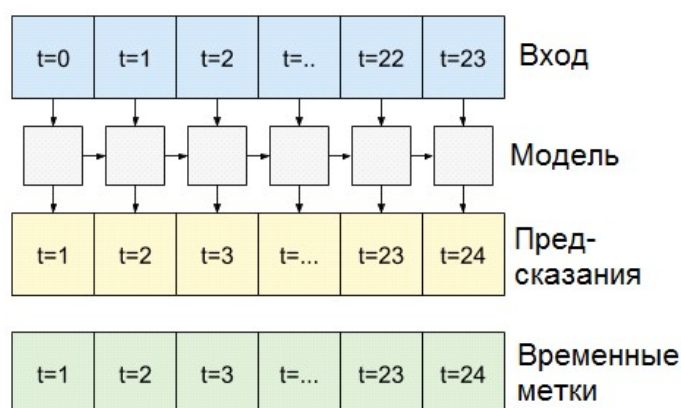 t=0 t=1 t=2 t=.. t=22 t=23 Вход
Модель
t=1 t=2 t=3 t=... t=23 t=24 Пред-
сказания
t=1 t=2 t=3 t=... t=23 t=24 Временные
метки